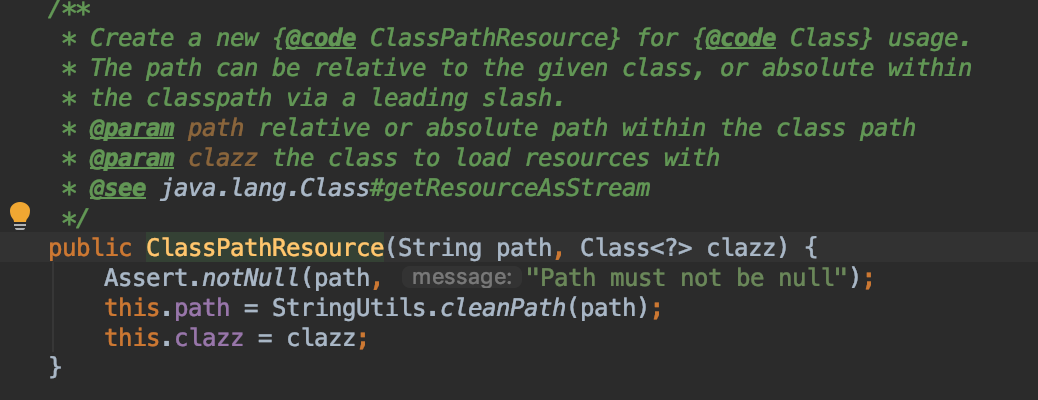 /**
 * Create a new {@code ClassPathResource} for {@code Class} usage.
 * The path can be relative to the given class, or absolute within
 * the classpath via a leading slash.
 * @param path relative or absolute path within the class path
 * @param clazz the class to load resources with
 * @see java.lang.Class#getResourceAsStream
 */
public ClassPathResource(String path, Class<?> clazz) {
    Assert.notNull(path, message: "Path must not be null");
    this.path = StringUtils.cleanPath(path);
    this.clazz = clazz;
}